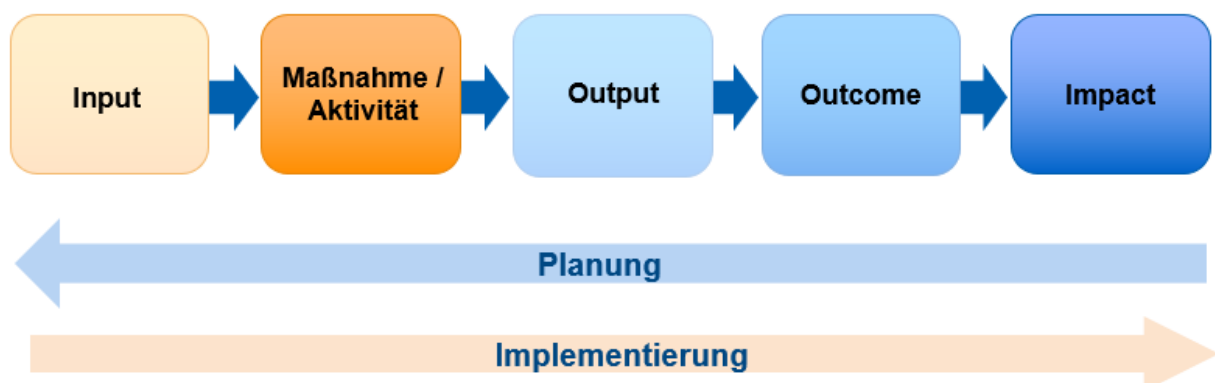 Input
Maßnahme /
Aktivität
Output
Outcome
Impact
Planung
Implementierung